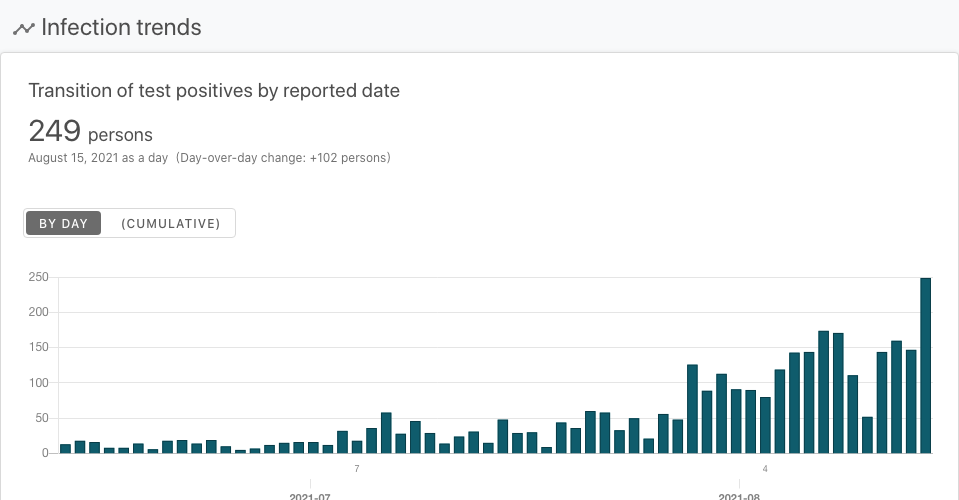 Infection trends
Transition of test positives by reported date
249 persons
August 15, 2021 as a day (Day-over-day change: +102 persons)
BY DAY (CUMULATIVE)
250
200
150
100
50
0
7 4
2021-07 2021-08